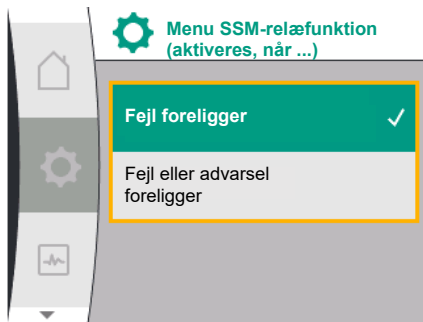 Menu SSM-relæfunktion
(aktiveres, når ...)
Fejl foreligger
Fejl eller advarsel
foreligger